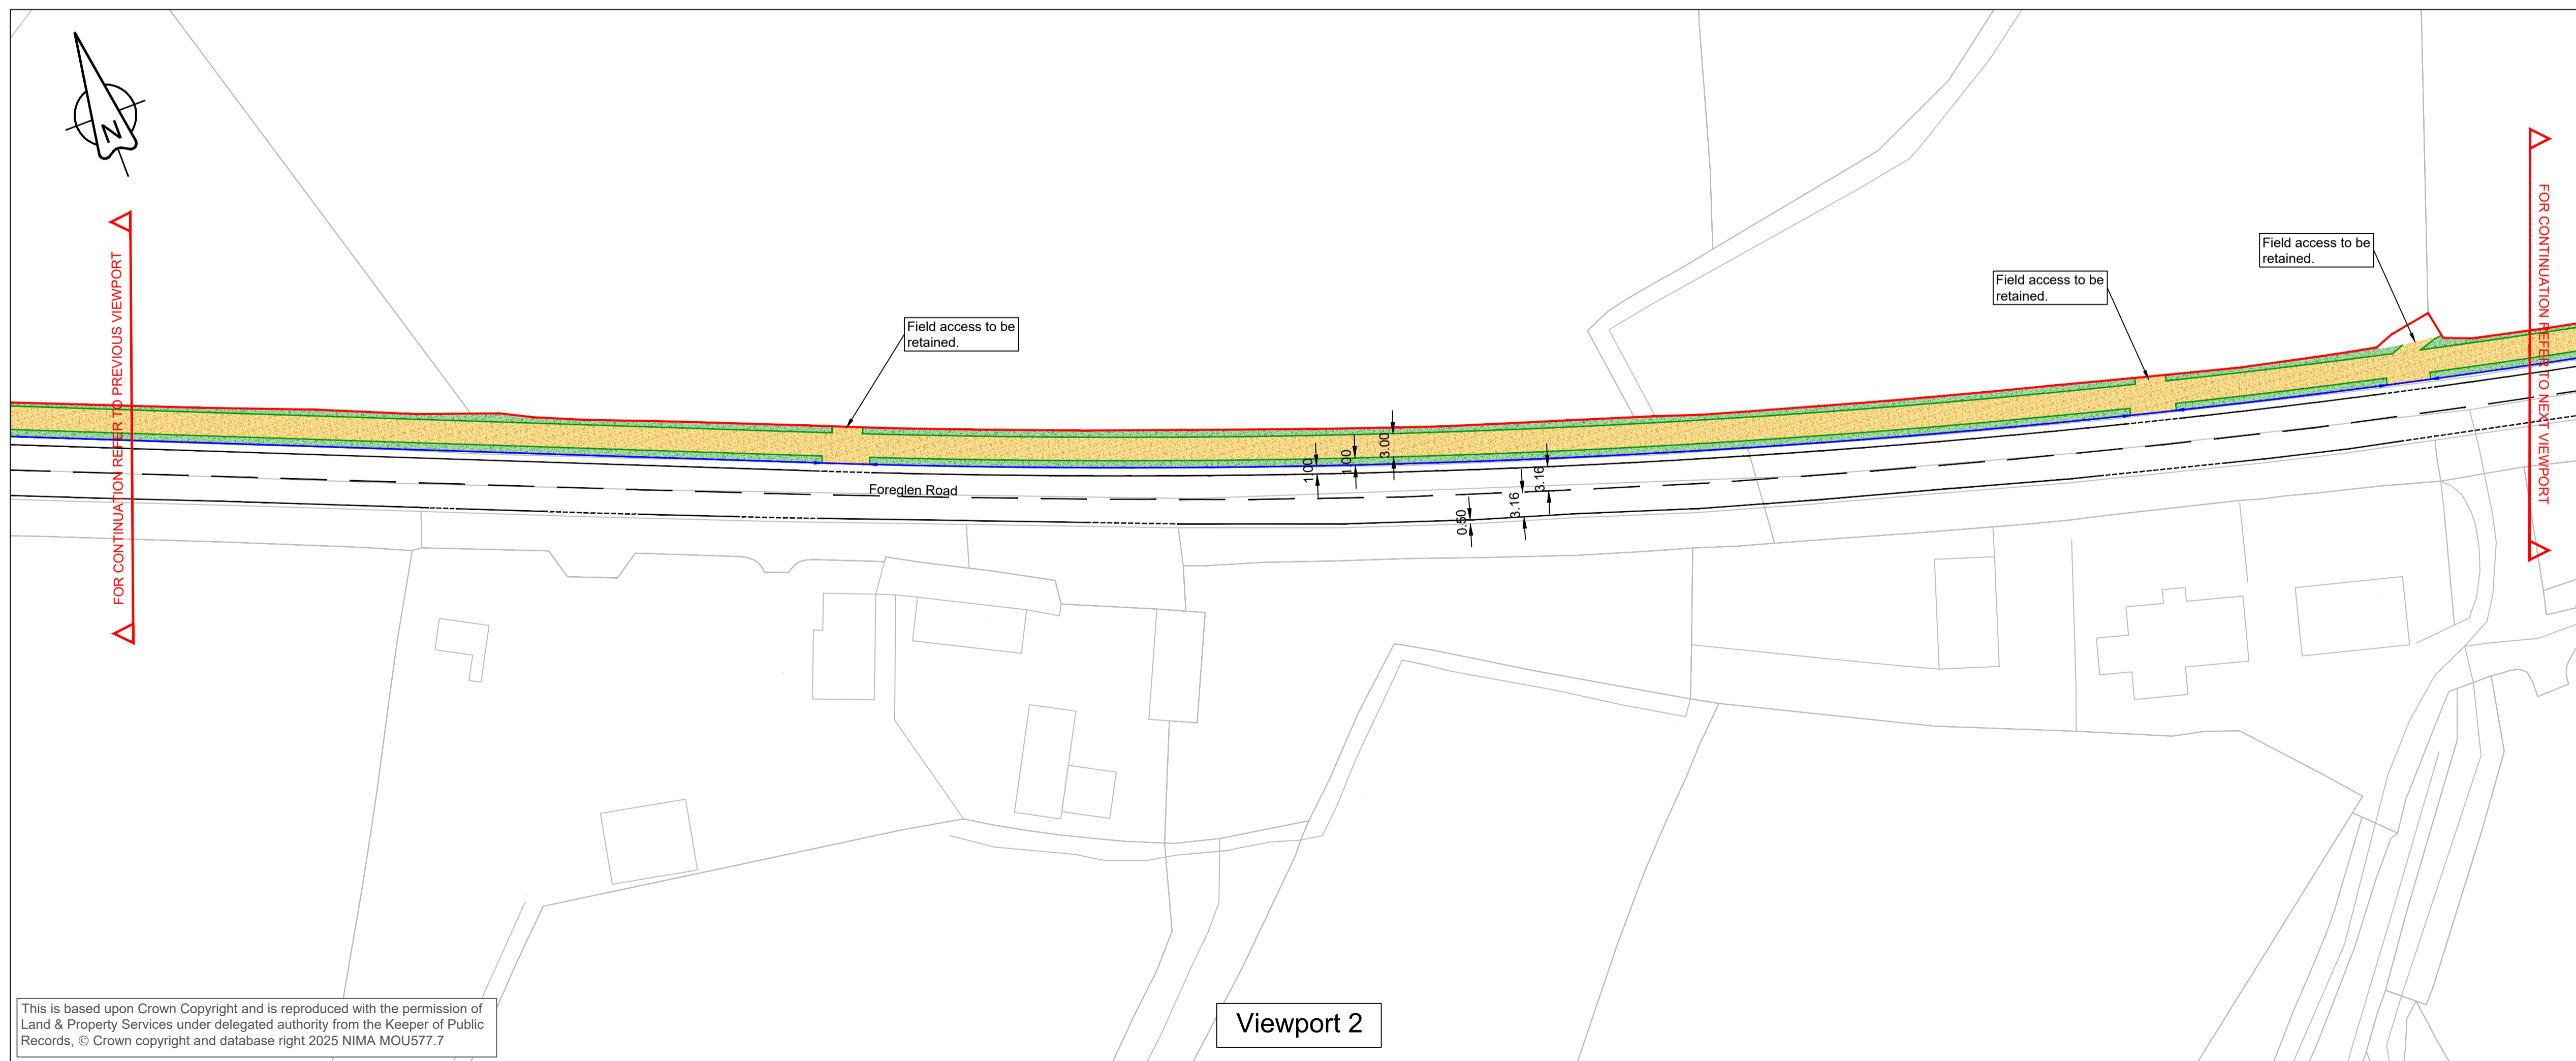 N
FOR CONTINUATION REFER TO PREVIOUS VIEWPORT
Field access to be
retained.
Field access to be
retained.
Field access to be
retained.
FOR CONTINUATION REFER TO NEXT VIEWPORT
Foreglen Road
1.00
1.00
3.00
0.50
3.16
3.16
This is based upon Crown Copyright and is reproduced with the permission of
Land & Property Services under delegated authority from the Keeper of Public
Records, © Crown copyright and database right 2025 NIMA MOU577.7
Viewport 2